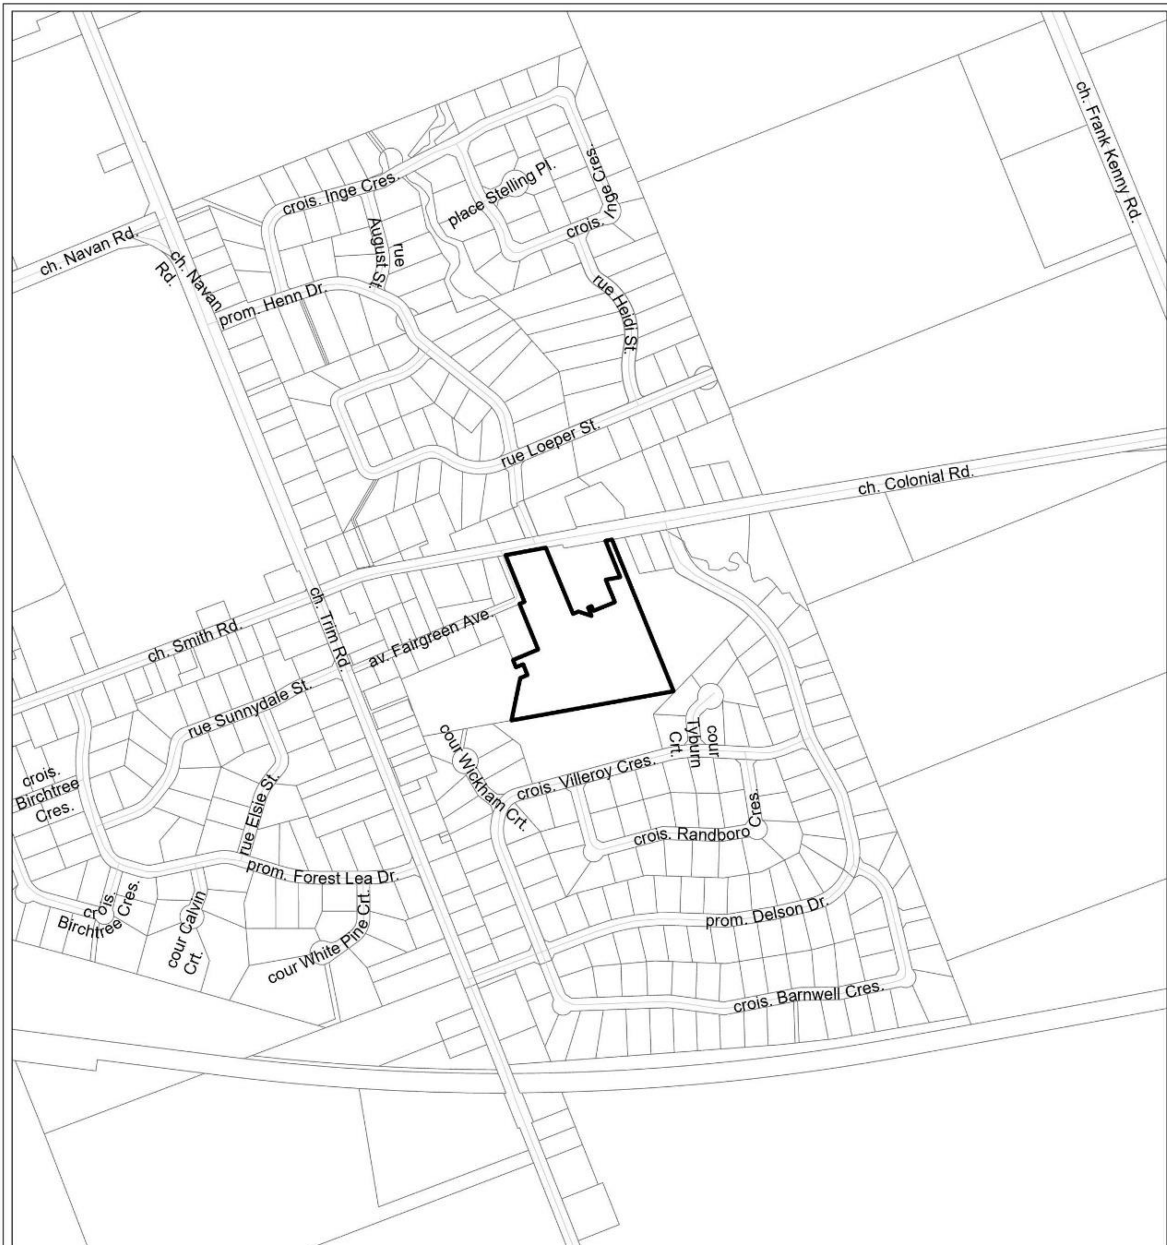 ch. Frank Kenny Rd.
crois. Inge Cres.
place Stelling Pl.
crois. Inge Cres.
rue
August St.
ch. Navan Rd.
ch. Navan
Rd.
prom. Henn Dr.
rue Heidi St.
rue Loeper St.
ch. Colonial Rd.
ch. Smith Rd.
ch. Trim Rd.
av. Fairgreen Ave.
rue Sunnydale St.
crois.
Birchtree
Cres.
rue Elsie St.
cour Wickham Crt.
cour
Tyburn
Crt.
crois. Villeroy Cres.
crois. Randboro Cres.
prom. Forest Lea Dr.
crois.
Birchtree Cres.
cour Calvin
Crt.
cour White Pine Crt.
prom. Delson Dr.
crois. Barnwell Cres.